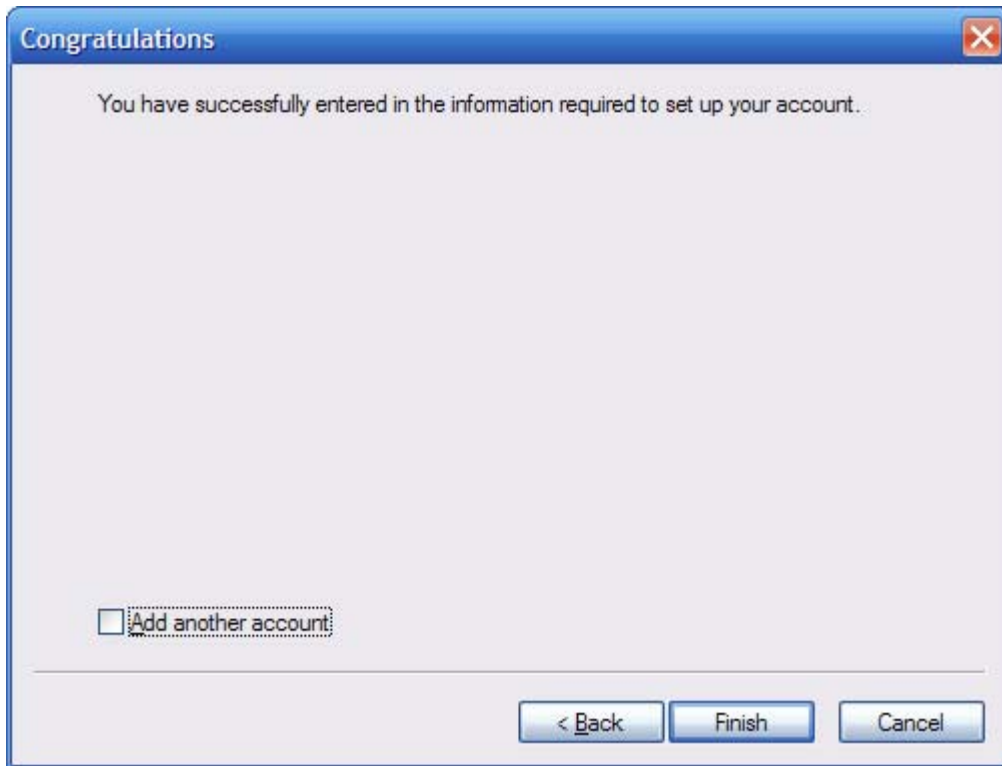 Congratulations
You have successfully entered in the information required to set up your account.
Add another account
< Back
Finish
Cancel